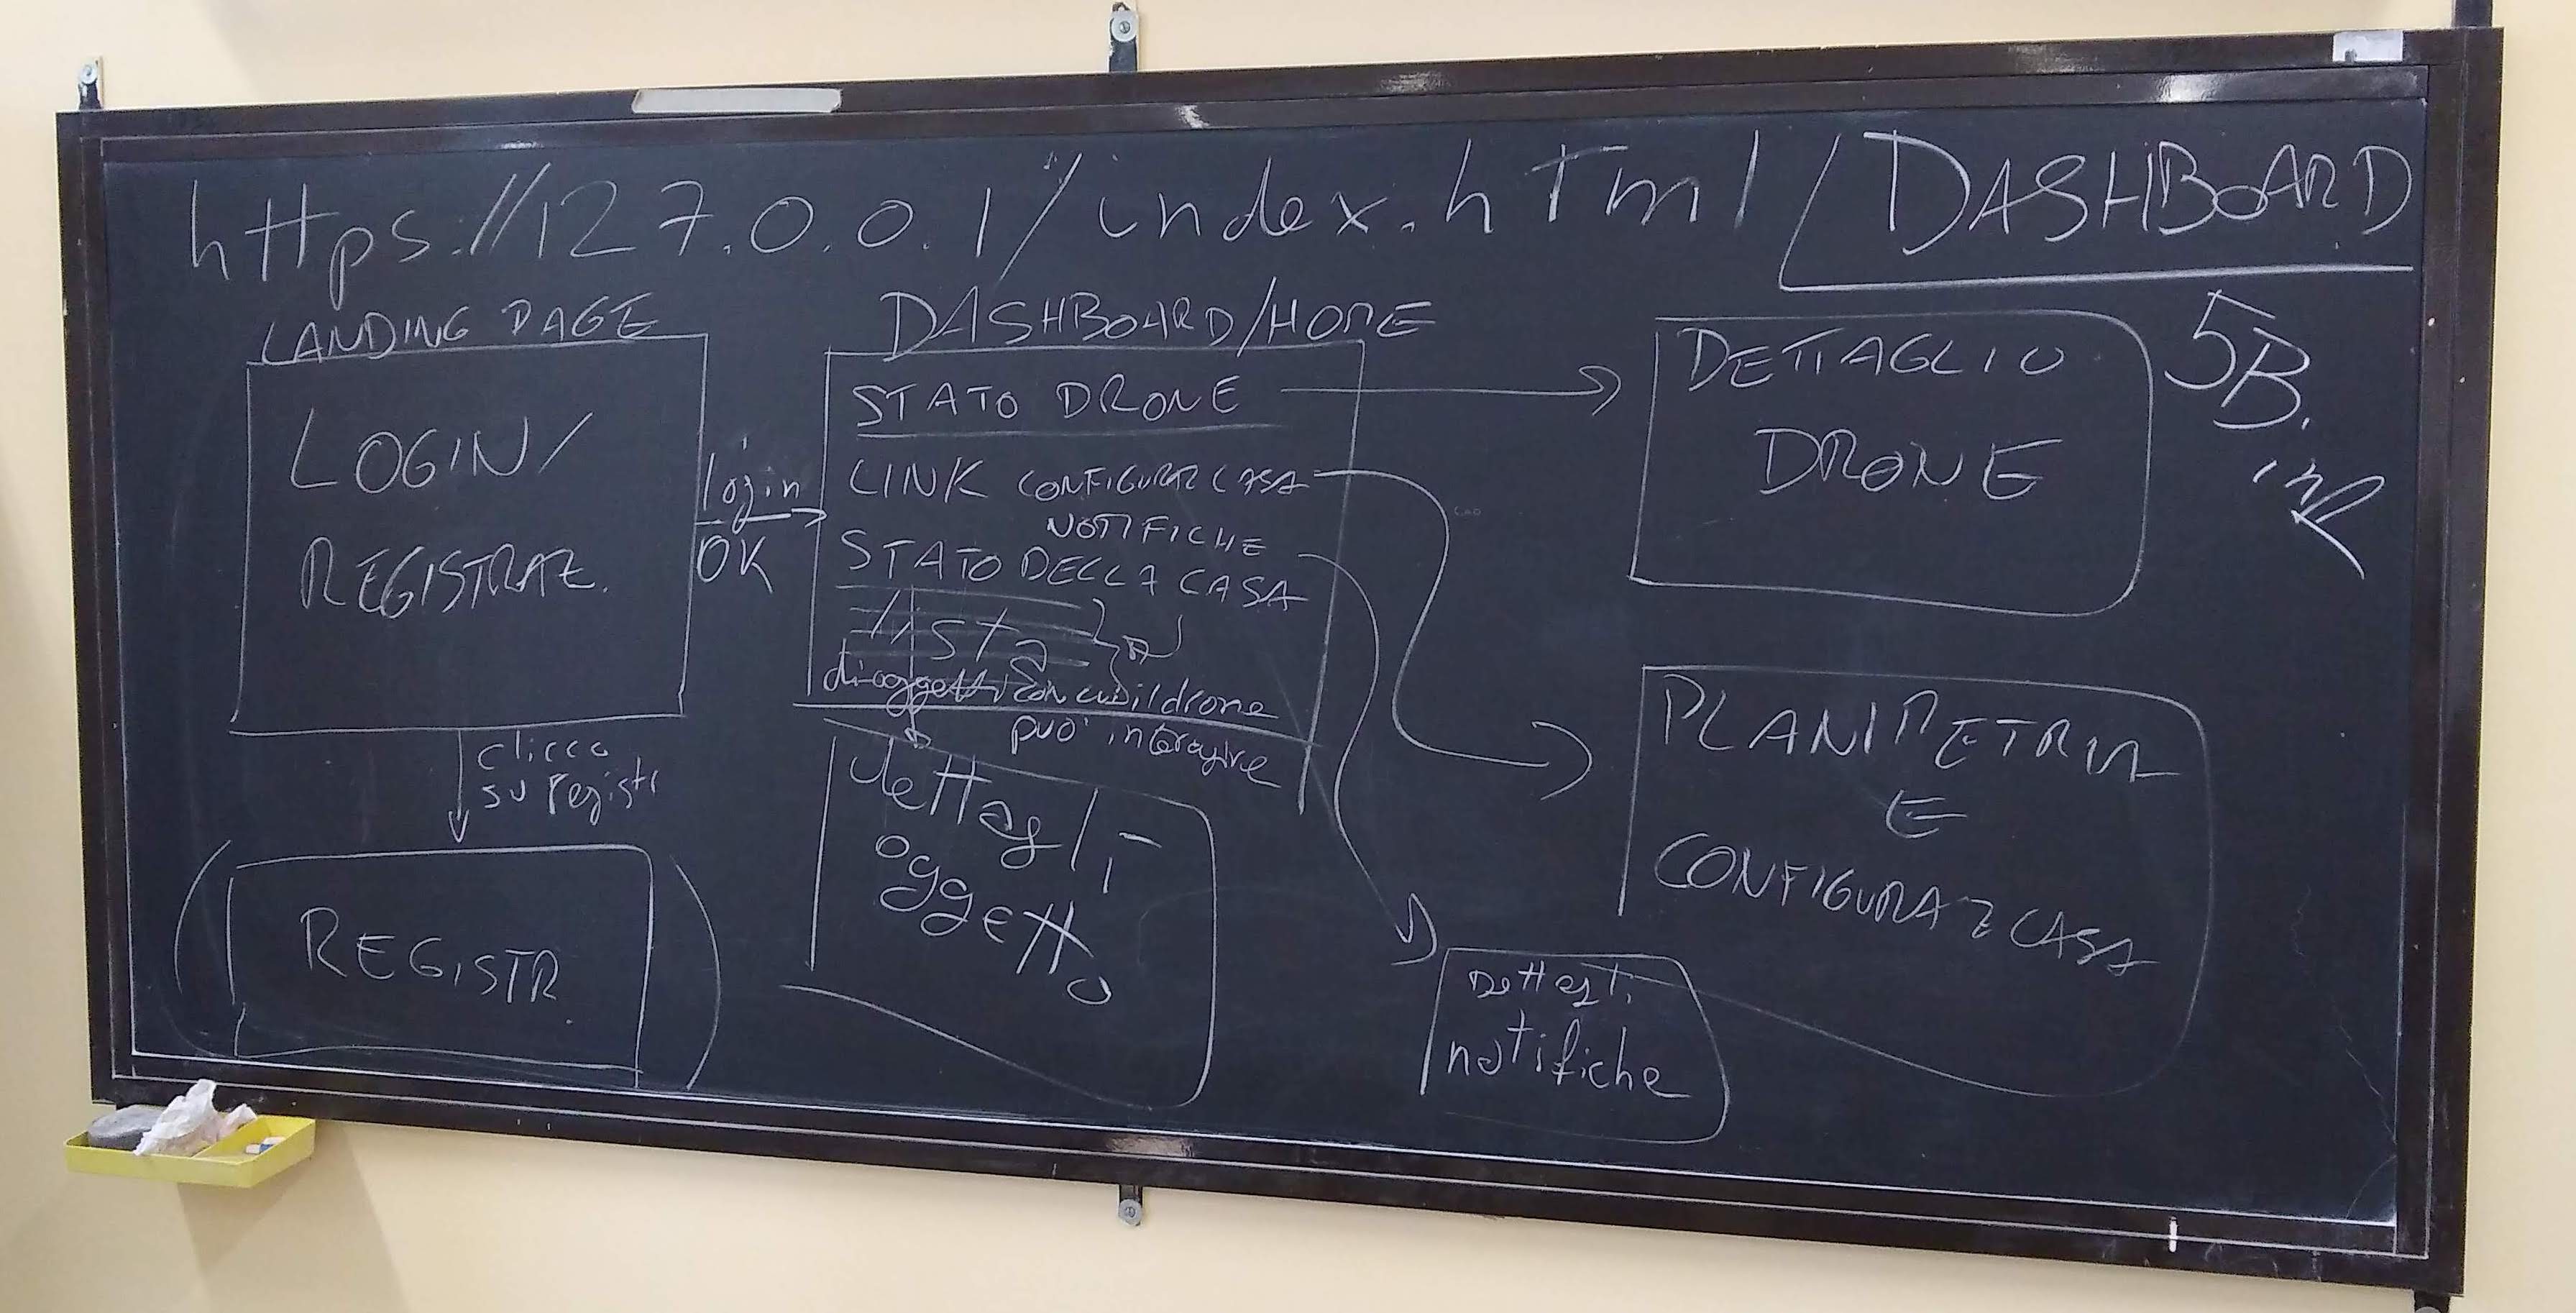 https://127.0.0.1/index.html
DASHBOARD
5B.
inf
LANDING PAGE
LOGIN/
REGISTRAZ.
login
OK
clicca
su registr
REGISTR.
DASHBOARD/HOME
STATO DRONE
LINK CONFIGURAZ CASA
NOTIFICHE
STATO DELLA CASA
lista
di oggetti con cui il drone
può interagire
dettagli
oggetto
DETTAGLIO
DRONE
PLANIMETRIA
E
CONFIGURAZ CASA
Dettagli
notifiche